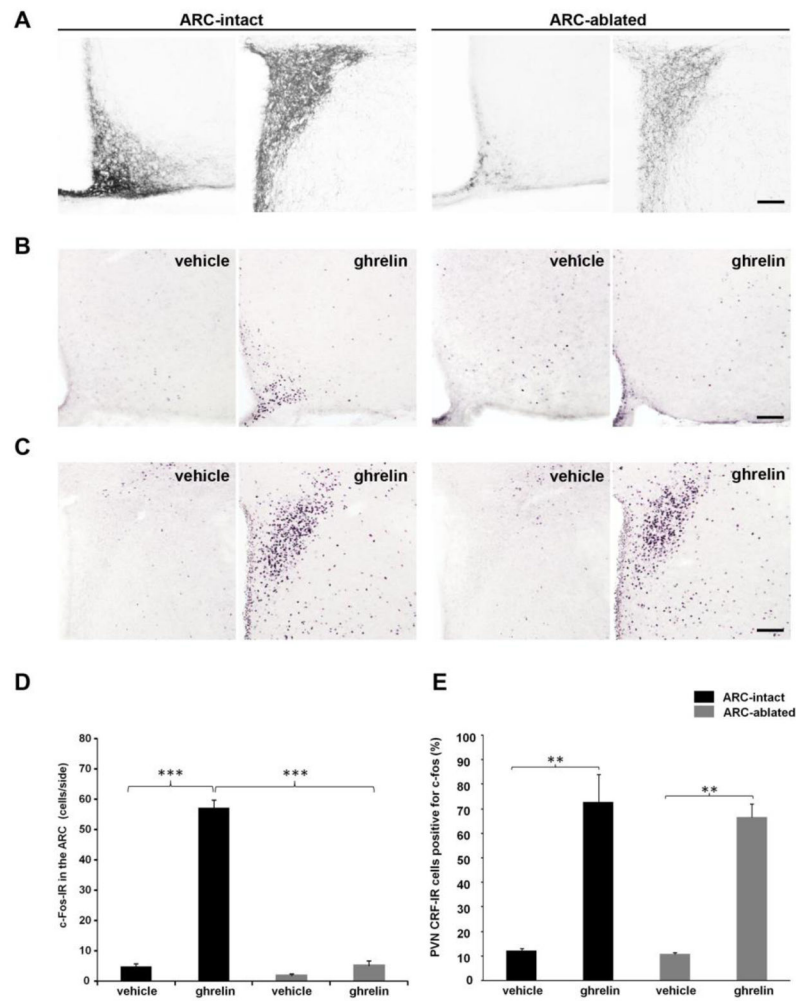 A
ARC-intact ARC-ablated
B
vehicle ghrelin vehicle ghrelin
C
vehicle ghrelin vehicle ghrelin
D
c-Fos-IR in the ARC (cells/side)
80
70
60
50
40
30
20
10
0
*** ***
vehicle ghrelin vehicle ghrelin
E
ARC-intact
ARC-ablated
PVN CRF-IR cells positive for c-fos (%)
100
90
80
70
60
50
40
30
20
10
0
** **
vehicle ghrelin vehicle ghrelin